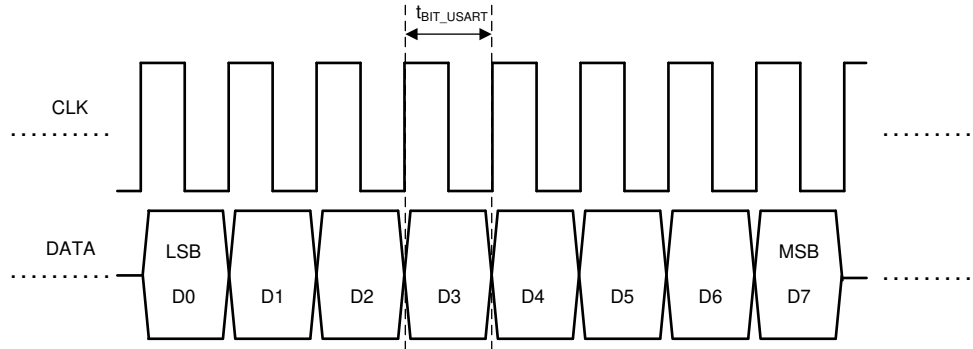 tBIT_USART
CLK
DATA
LSB
MSB
D0 D1 D2 D3 D4 D5 D6 D7